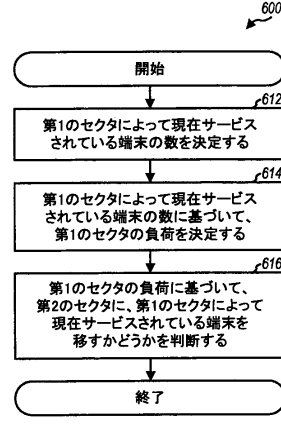 600
開始
612
第1のセクタによって現在サービス
されている端末の数を決定する
614
第1のセクタによって現在サービス
されている端末の数に基づいて、
第1のセクタの負荷を決定する
616
第1のセクタの負荷に基づいて、
第2のセクタに、第1のセクタによって
現在サービスされている端末を
移すかどうかを判断する
終了